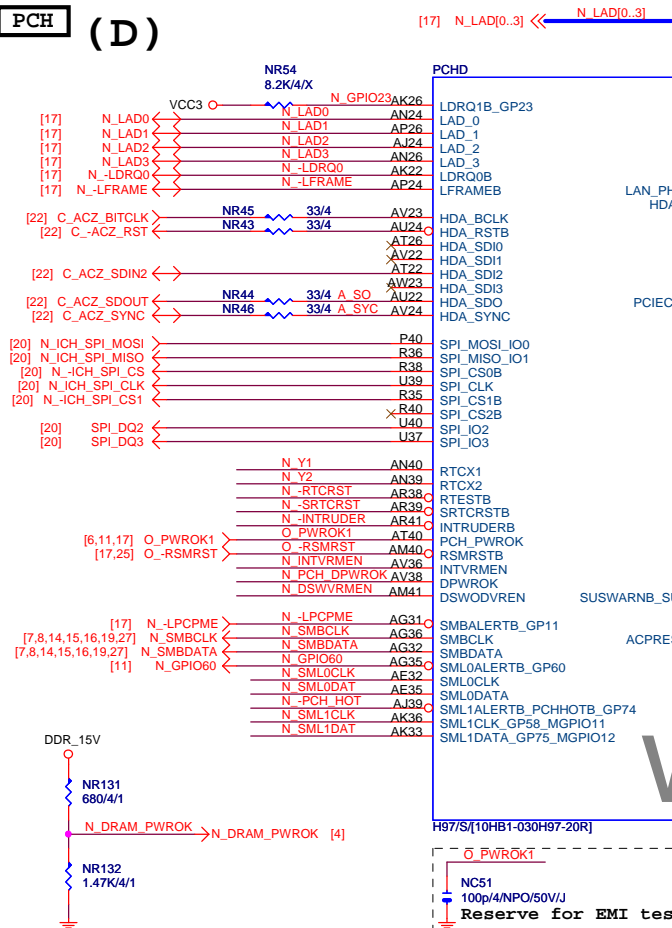 PCH (D)
[17] N_LAD[0..3] N_LAD[0..3]
NR54
8.2K/4/X
PCHD
VCC3 N_GPIO23 AK26 LDRQ1B_GP23
[17] N_LAD0 N_LAD0 AN24 LAD_0
[17] N_LAD1 N_LAD1 AP26 LAD_1
[17] N_LAD2 N_LAD2 AJ24 LAD_2
[17] N_LAD3 N_LAD3 AN26 LAD_3
[17] N_-LDRQ0 N_-LDRQ0 AK22 LDRQ0B
[17] N_-LFRAME N_-LFRAME AP24 LFRAMEB
LAN_PH
HDA
[22] C_ACZ_BITCLK NR45 33/4 AV23 HDA_BCLK
[22] C_-ACZ_RST NR43 33/4 AU24 HDA_RSTB
AT26 HDA_SDI0
AV22 HDA_SDI1
[22] C_ACZ_SDIN2 AT22 HDA_SDI2
AW23 HDA_SDI3
[22] C_ACZ_SDOUT NR44 33/4 A_SO AU22 HDA_SDO PCIEC
[22] C_ACZ_SYNC NR46 33/4 A_SYC AV24 HDA_SYNC
[20] N_ICH_SPI_MOSI P40 SPI_MOSI_IO0
[20] N_ICH_SPI_MISO R36 SPI_MISO_IO1
[20] N_-ICH_SPI_CS R38 SPI_CS0B
[20] N_ICH_SPI_CLK U39 SPI_CLK
[20] N_-ICH_SPI_CS1 R35 SPI_CS1B
R40 SPI_CS2B
[20] SPI_DQ2 U40 SPI_IO2
[20] SPI_DQ3 U37 SPI_IO3
N_Y1 AN40 RTCX1
N_Y2 AN39 RTCX2
N_-RTCRST AR38 RTESTB
N_-SRTCRST AR39 SRTCRSTB
N_-INTRUDER AR41 INTRUDERB
[6,11,17] O_PWROK1 O_PWROK1 AT40 PCH_PWROK
[17,25] O_-RSMRST O_-RSMRST AM40 RSMRSTB
N_INTVRMEN AV36 INTVRMEN
N_PCH_DPWROK AV38 DPWROK
N_DSWVRMEN AM41 DSWODVREN SUSWARNB_SU
[17] N_-LPCPME N_-LPCPME AG31 SMBALERTB_GP11
[7,8,14,15,16,19,27] N_SMBCLK N_SMBCLK AG36 SMBCLK ACPRES
[7,8,14,15,16,19,27] N_SMBDATA N_SMBDATA AG32 SMBDATA
[11] N_GPIO60 N_GPIO60 AG35 SML0ALERTB_GP60
N_SML0CLK AE32 SML0CLK
N_SML0DAT AE35 SML0DATA
N_-PCH_HOT AJ39 SML1ALERTB_PCHHOTB_GP74
N_SML1CLK AK36 SML1CLK_GP58_MGPIO11
N_SML1DAT AK33 SML1DATA_GP75_MGPIO12
DDR_15V
NR131
680/4/1
N_DRAM_PWROK N_DRAM_PWROK [4]
NR132
1.47K/4/1
H97/S/[10HB1-030H97-20R]
O_PWROK1
NC51
100p/4/NPO/50V/J
Reserve for EMI tes